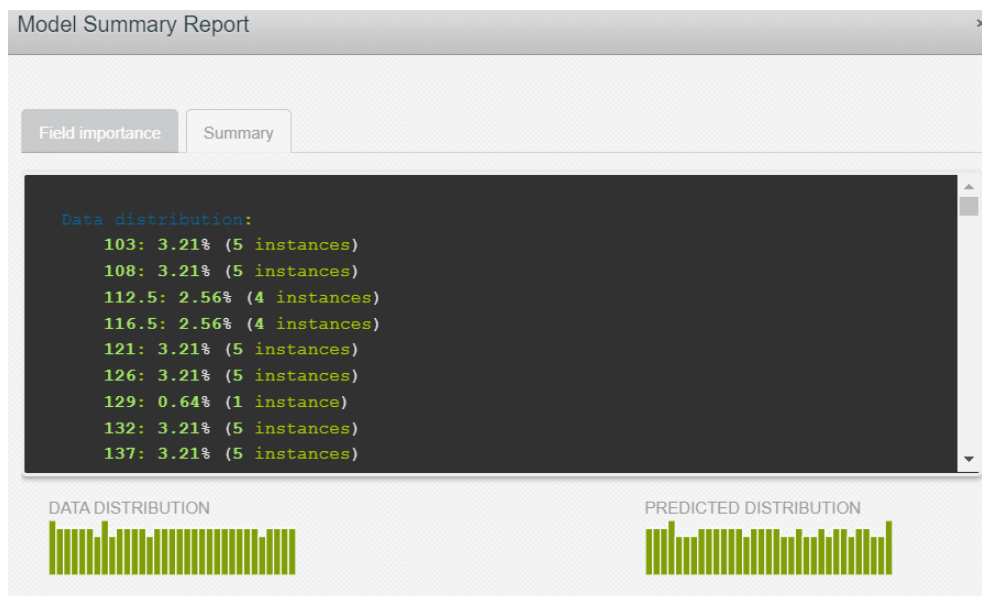 Model Summary Report
×
Field importance
Summary
Data distribution:
103: 3.21% (5 instances)
108: 3.21% (5 instances)
112.5: 2.56% (4 instances)
116.5: 2.56% (4 instances)
121: 3.21% (5 instances)
126: 3.21% (5 instances)
129: 0.64% (1 instance)
132: 3.21% (5 instances)
137: 3.21% (5 instances)
DATA DISTRIBUTION
PREDICTED DISTRIBUTION